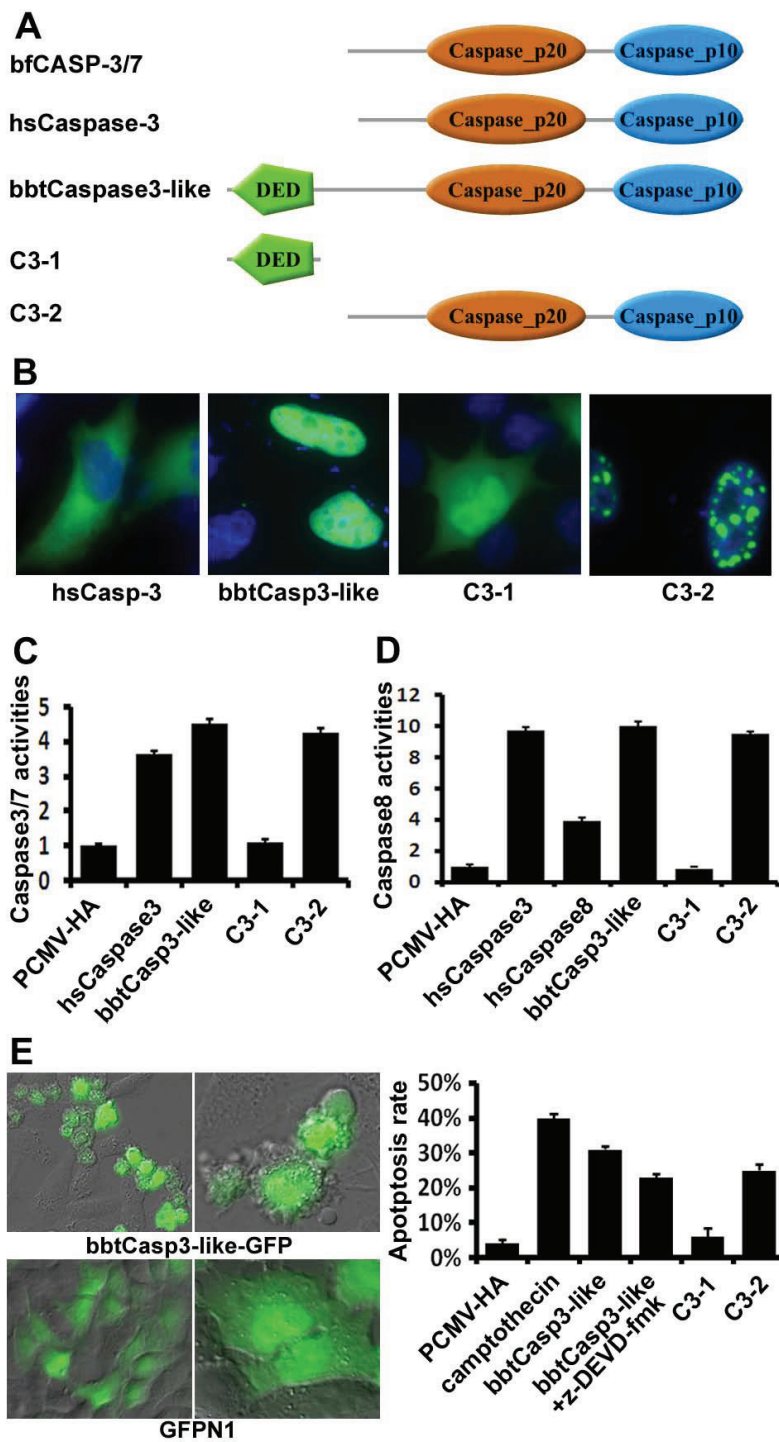 A
bfCASP-3/7
Caspase_p20
Caspase_p10
hsCaspase-3
Caspase_p20
Caspase_p10
bbtCaspase3-like
DED
Caspase_p20
Caspase_p10
C3-1
DED
C3-2
Caspase_p20
Caspase_p10
B
hsCasp-3
bbtCasp3-like
C3-1
C3-2
C
Caspase3/7 activities
5
4
3
2
1
0
PCMV-HA
hsCaspase3
bbtCasp3-like
C3-1
C3-2
D
Caspase8 activities
12
10
8
6
4
2
0
PCMV-HA
hsCaspase3
hsCaspase8
bbtCasp3-like
C3-1
C3-2
E
bbtCasp3-like-GFP
GFPN1
Apotptosis rate
50%
40%
30%
20%
10%
0%
PCMV-HA
camptothecin
bbtCasp3-like
bbtCasp3-like
+z-DEVD-fmk
C3-1
C3-2